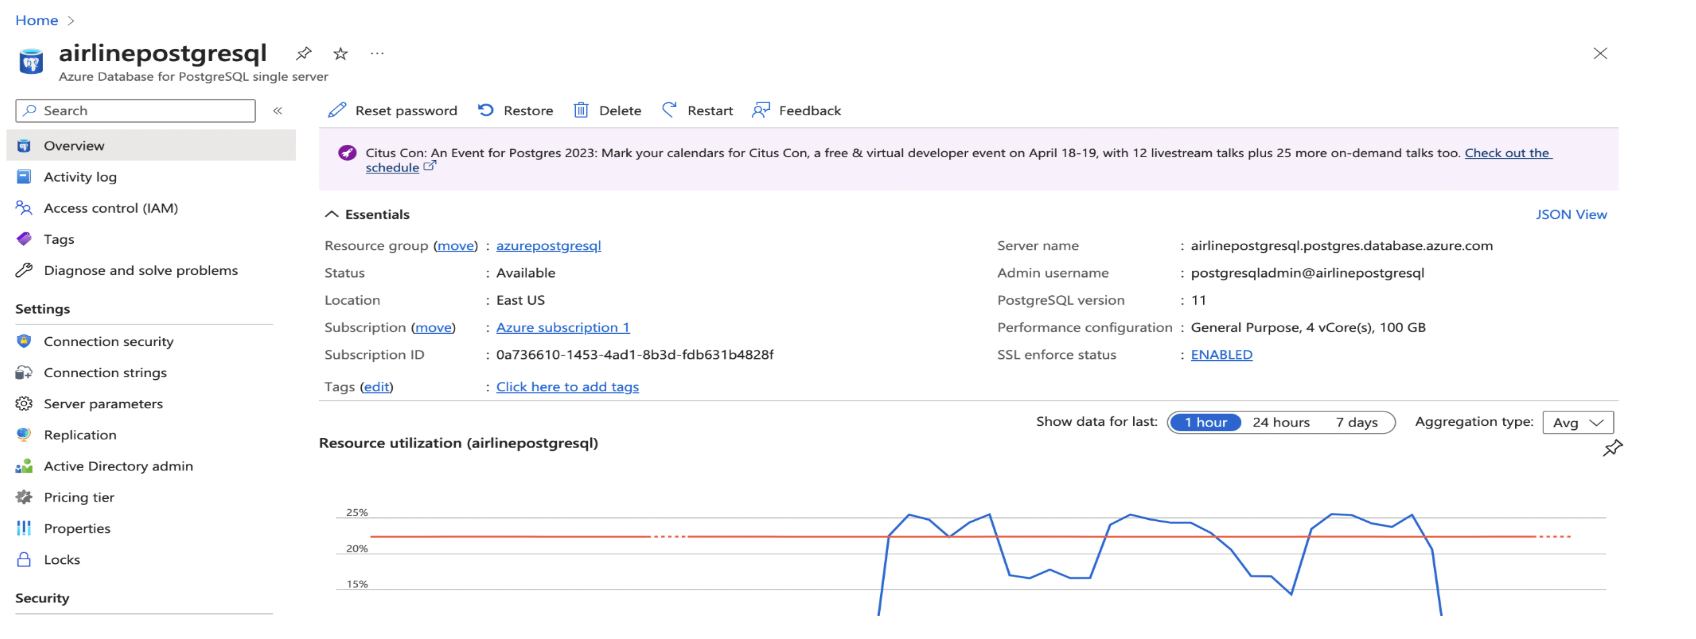 Home >
airlinepostgresql
Azure Database for PostgreSQL single server
Search «
Overview
Activity log
Access control (IAM)
Tags
Diagnose and solve problems
Settings
Connection security
Connection strings
Server parameters
Replication
Active Directory admin
Pricing tier
Properties
Locks
Security
Reset password Restore Delete Restart Feedback
Citus Con: An Event for Postgres 2023: Mark your calendars for Citus Con, a free & virtual developer event on April 18-19, with 12 livestream talks plus 25 more on-demand talks too. Check out the
schedule
Essentials JSON View
Resource group (move) : azurepostgresql
Status : Available
Location : East US
Subscription (move) : Azure subscription 1
Subscription ID : 0a736610-1453-4ad1-8b3d-fdb631b4828f
Tags (edit) : Click here to add tags
Server name : airlinepostgresql.postgres.database.azure.com
Admin username : postgresqladmin@airlinepostgresql
PostgreSQL version : 11
Performance configuration : General Purpose, 4 vCore(s), 100 GB
SSL enforce status : ENABLED
Show data for last: 1 hour 24 hours 7 days Aggregation type: Avg
Resource utilization (airlinepostgresql)
25%
20%
15%